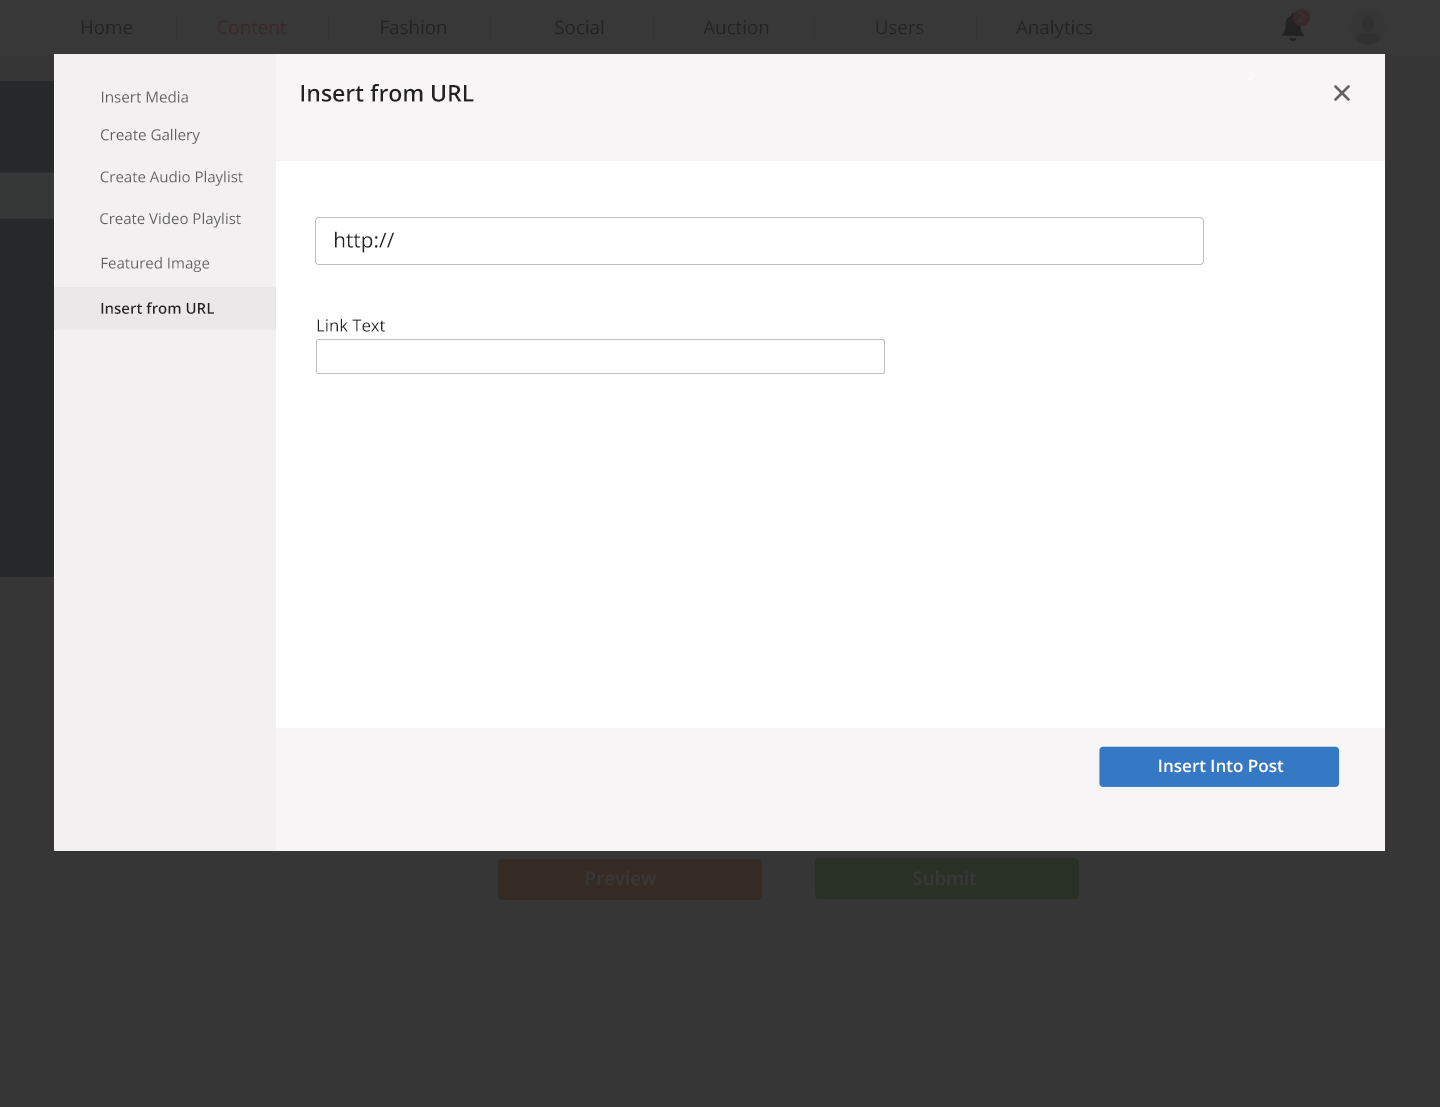 Home Content Fashion Social Auction Users Analytics
Insert Media
Create Gallery
Create Audio Playlist
Create Video Playlist
Featured Image
Insert from URL
Insert from URL
http://
Link Text
Insert Into Post
Preview Submit